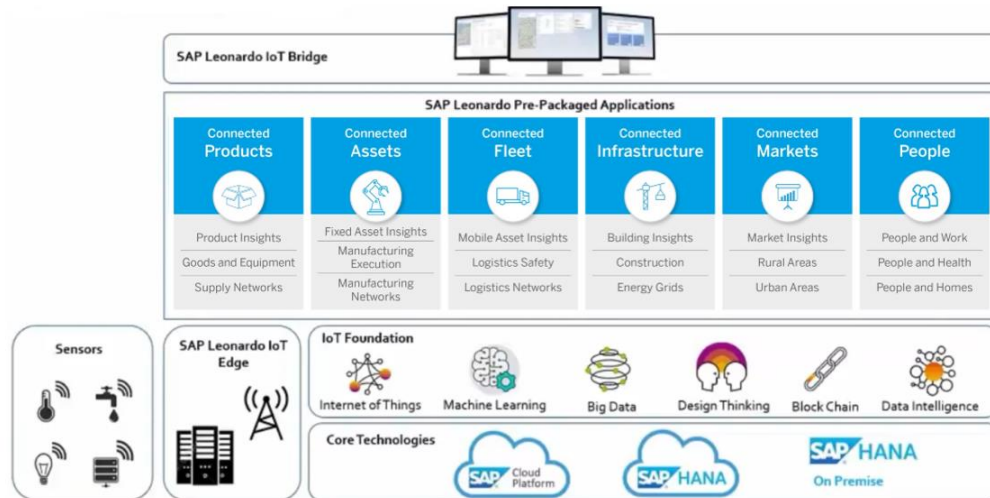 SAP Leonardo IoT Bridge
SAP Leonardo Pre-Packaged Applications
Connected
Products
Product Insights
Goods and Equipment
Supply Networks
Connected
Assets
Fixed Asset Insights
Manufacturing
Execution
Manufacturing
Networks
Connected
Fleet
Mobile Asset Insights
Logistics Safety
Logistics Networks
Connected
Infrastructure
Building Insights
Construction
Energy Grids
Connected
Markets
Market Insights
Rural Areas
Urban Areas
Connected
People
People and Work
People and Health
People and Homes
Sensors
SAP Leonardo IoT
Edge
IoT Foundation
Internet of Things
Machine Learning
Big Data
Design Thinking
Block Chain
Data Intelligence
Core Technologies
SAP Cloud
Platform
SAP HANA
SAP HANA
On Premise